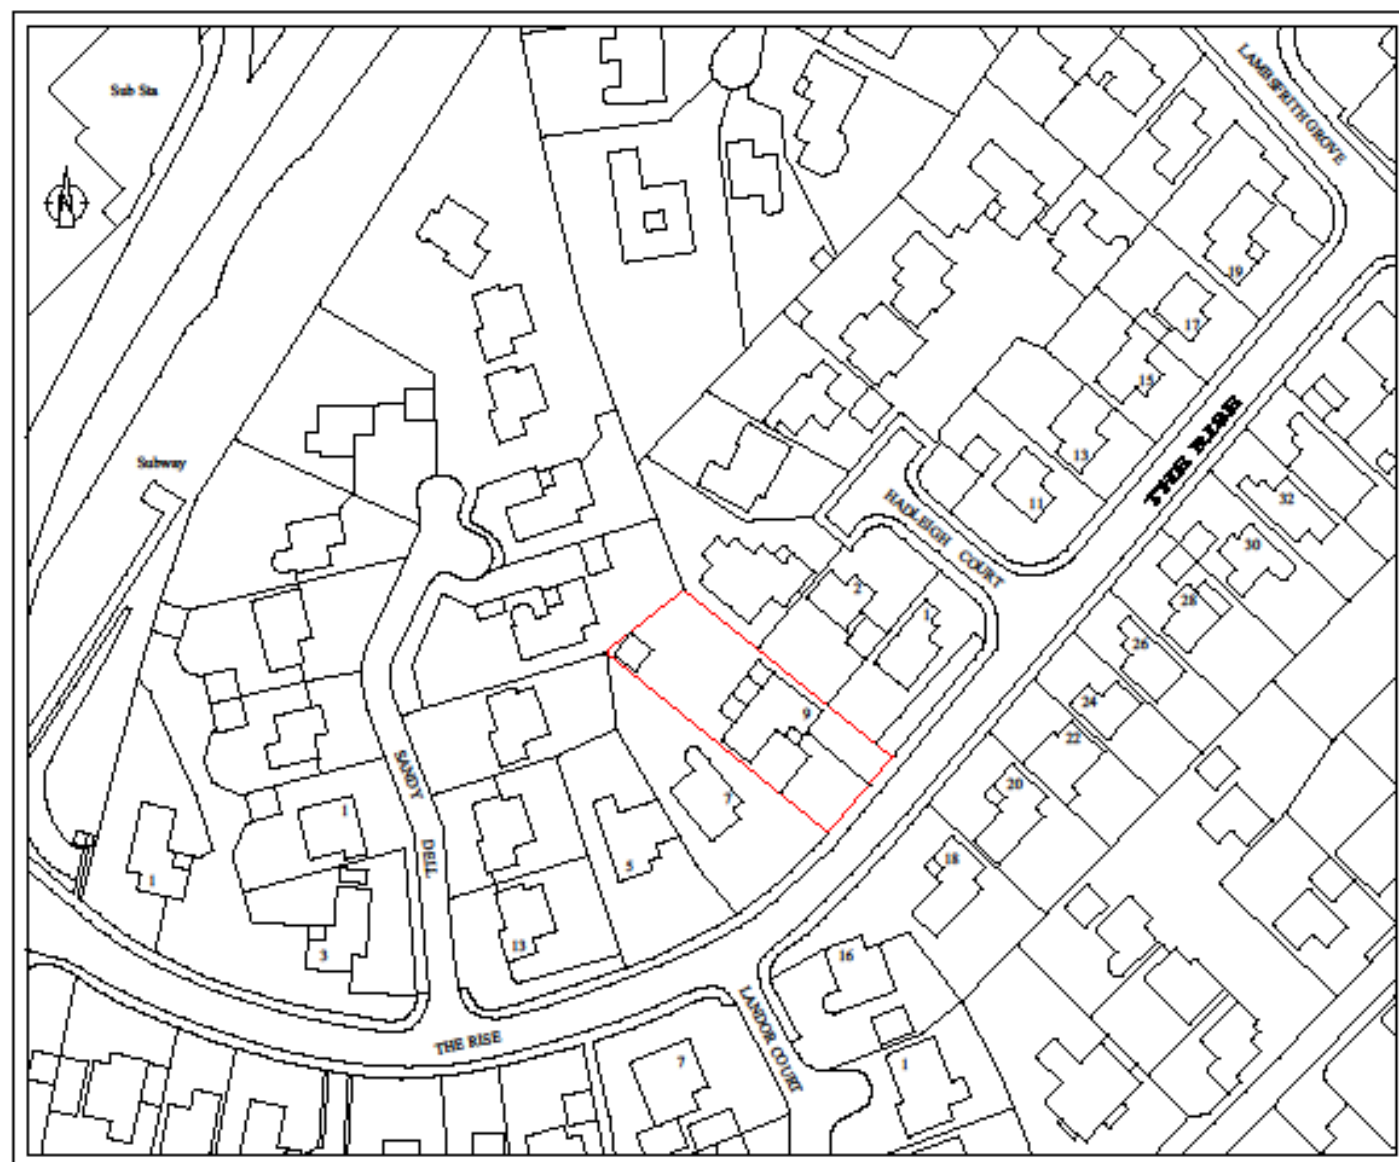 LAMBSFRITH GROVE
Sub Sta
N
19
17
15
THE RISE
13
Subway
11
32
HADLEIGH COURT
30
2
28
1
26
24
9
22
SANDY
20
7
1
DELL
18
5
1
13
3
16
LANDOR COURT
THE RISE
7
1